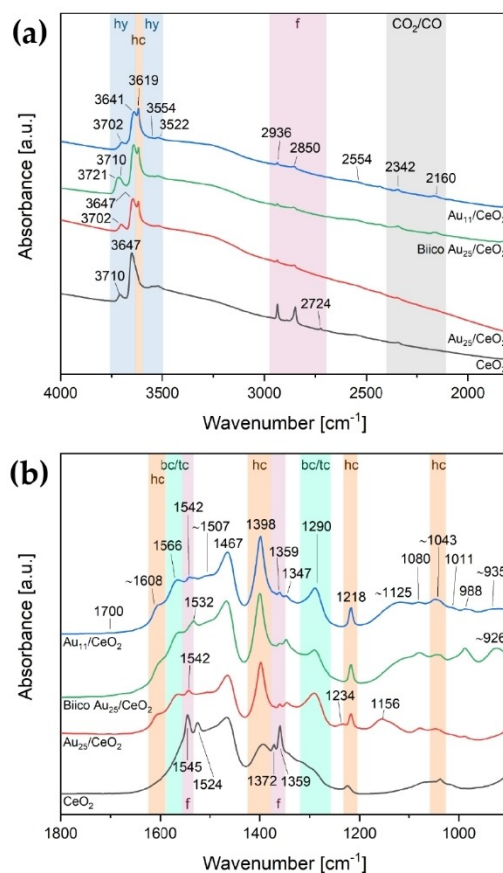 (a)
hy
hy
f
CO₂/CO
hc
3641
3619
3702
3554
3522
3721
3710
2936
2850
2554
2342
2160
Au₁₁/CeO₂
3647
3702
Biico Au₂₅/CeO₂
3647
3710
2724
Au₂₅/CeO₂
CeO₂
Absorbance [a.u.]
4000
3500
3000
2500
2000
Wavenumber [cm⁻¹]
(b)
bc/tc
hc
hc
bc/tc
hc
hc
1542
~1507
1467
1398
1359
1290
1566
1347
1218
~1043
~1608
1080
1011
~935
~1125
988
1700
1532
Au₁₁/CeO₂
~926
1542
Biico Au₂₅/CeO₂
1234
1156
Au₂₅/CeO₂
1545
1524
1372
1359
CeO₂
f
f
Absorbance [a.u.]
1800
1600
1400
1200
1000
Wavenumber [cm⁻¹]